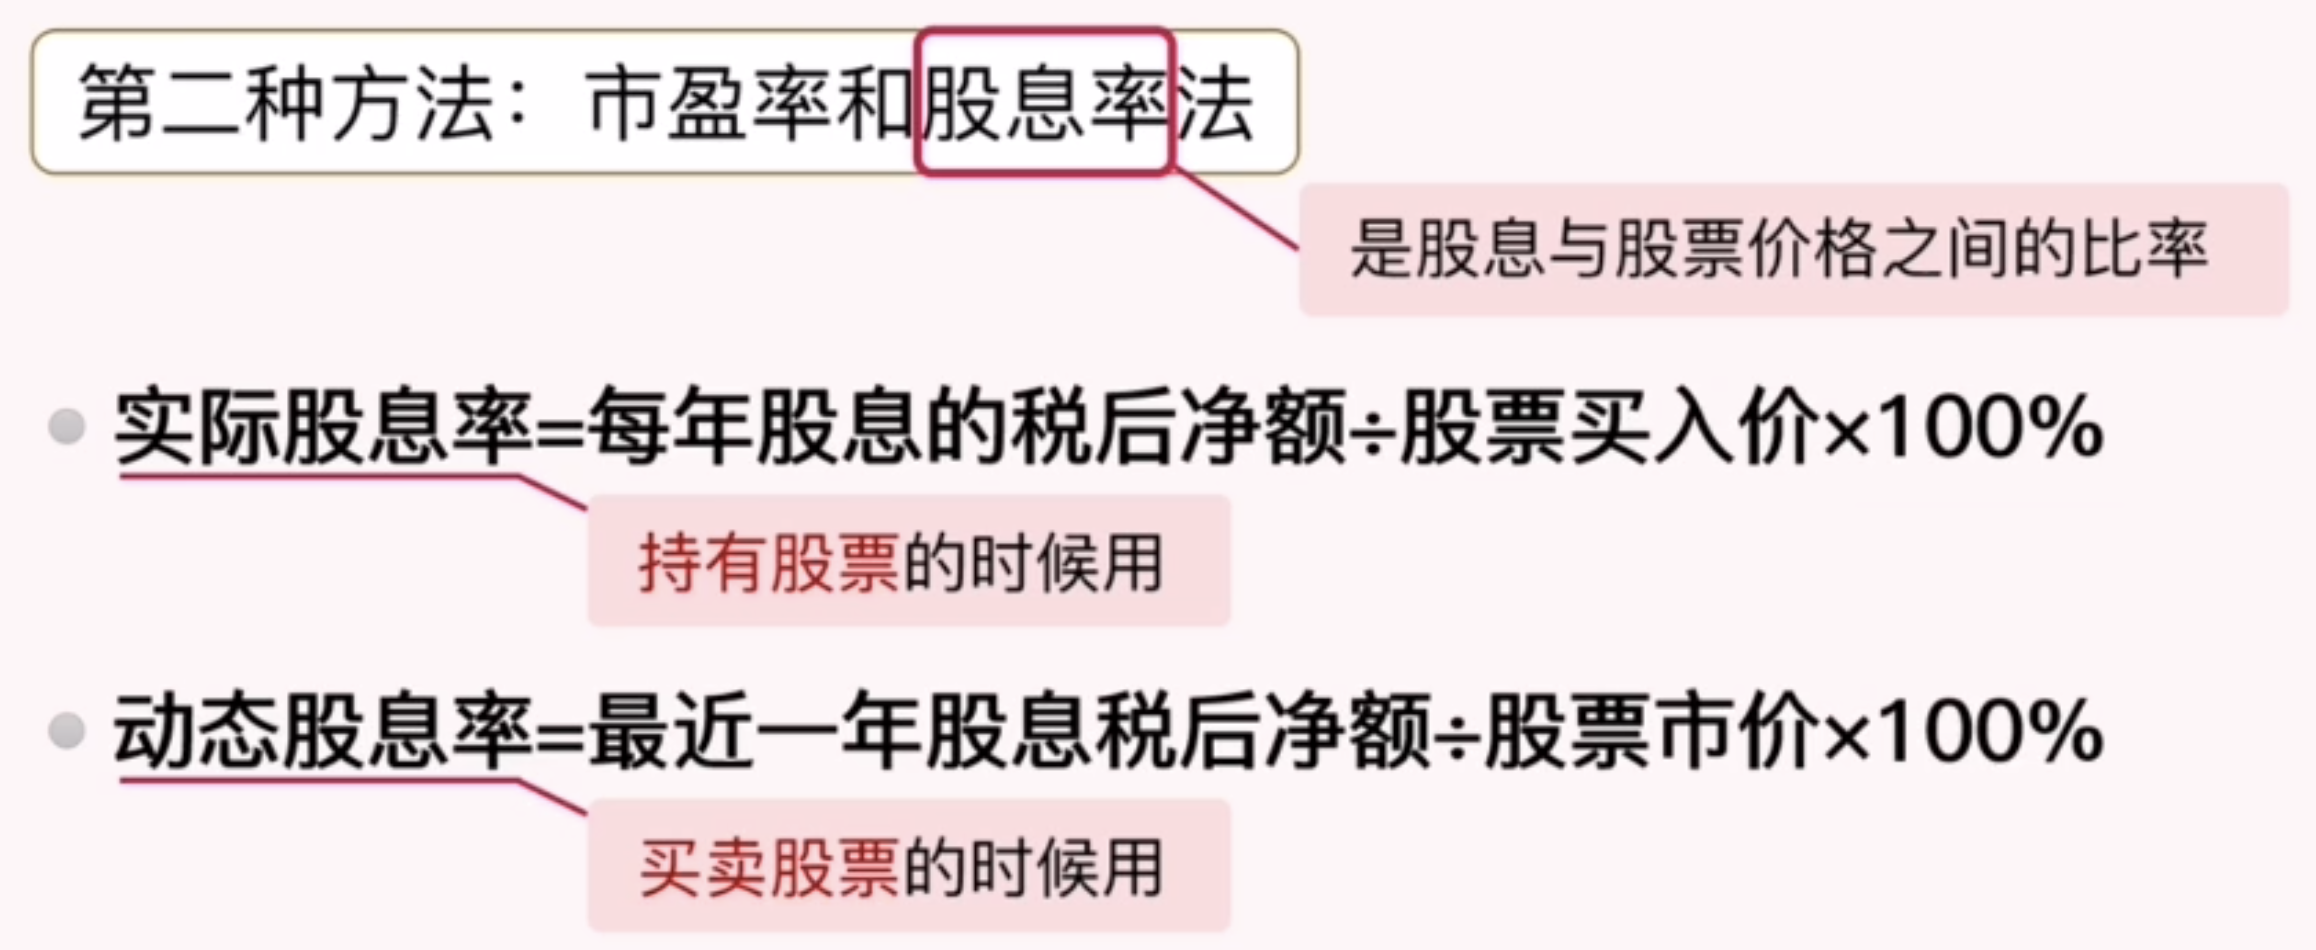 第二种方法：市盈率和股息率法
是股息与股票价格之间的比率
实际股息率=每年股息的税后净额÷股票买入价×100%
持有股票的时候用
动态股息率=最近一年股息税后净额÷股票市价×100%
买卖股票的时候用